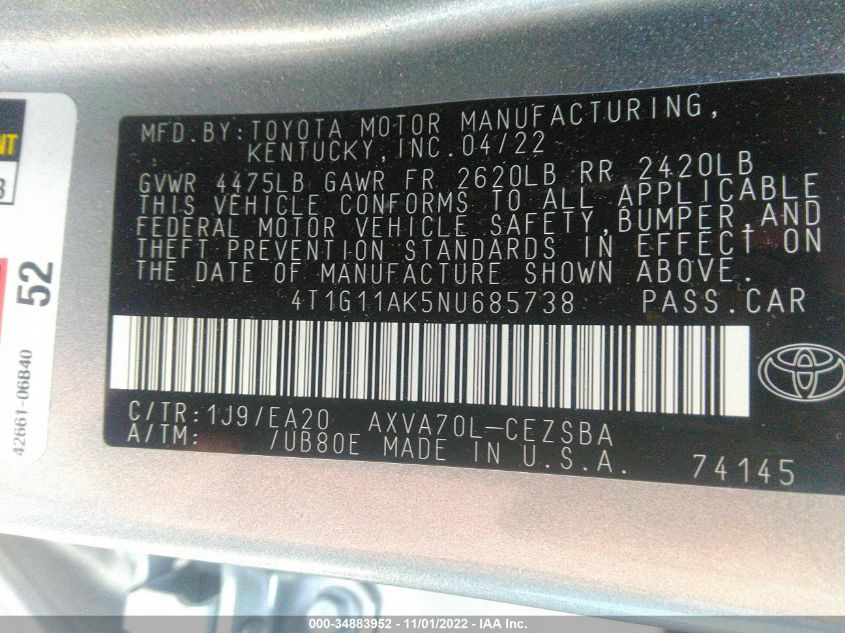 MFD. BY: TOYOTA MOTOR MANUFACTURING,
KENTUCKY, INC. 04/22
GVWR 4475LB GAWR FR 2620LB RR 2420LB
THIS VEHICLE CONFORMS TO ALL APPLICABLE
FEDERAL MOTOR VEHICLE SAFETY, BUMPER, AND
THEFT PREVENTION STANDARDS IN EFFECT ON
THE DATE OF MANUFACTURE SHOWN ABOVE.
4T1G11AK5NU685738 PASS.CAR
C/TR: 1J9/EA20 AXVA70L-CEZSBA
A/TM: /UB80E MADE IN U.S.A. 74145
52
42661-06B40
000-34883952 - 11/01/2022 - IAA Inc.